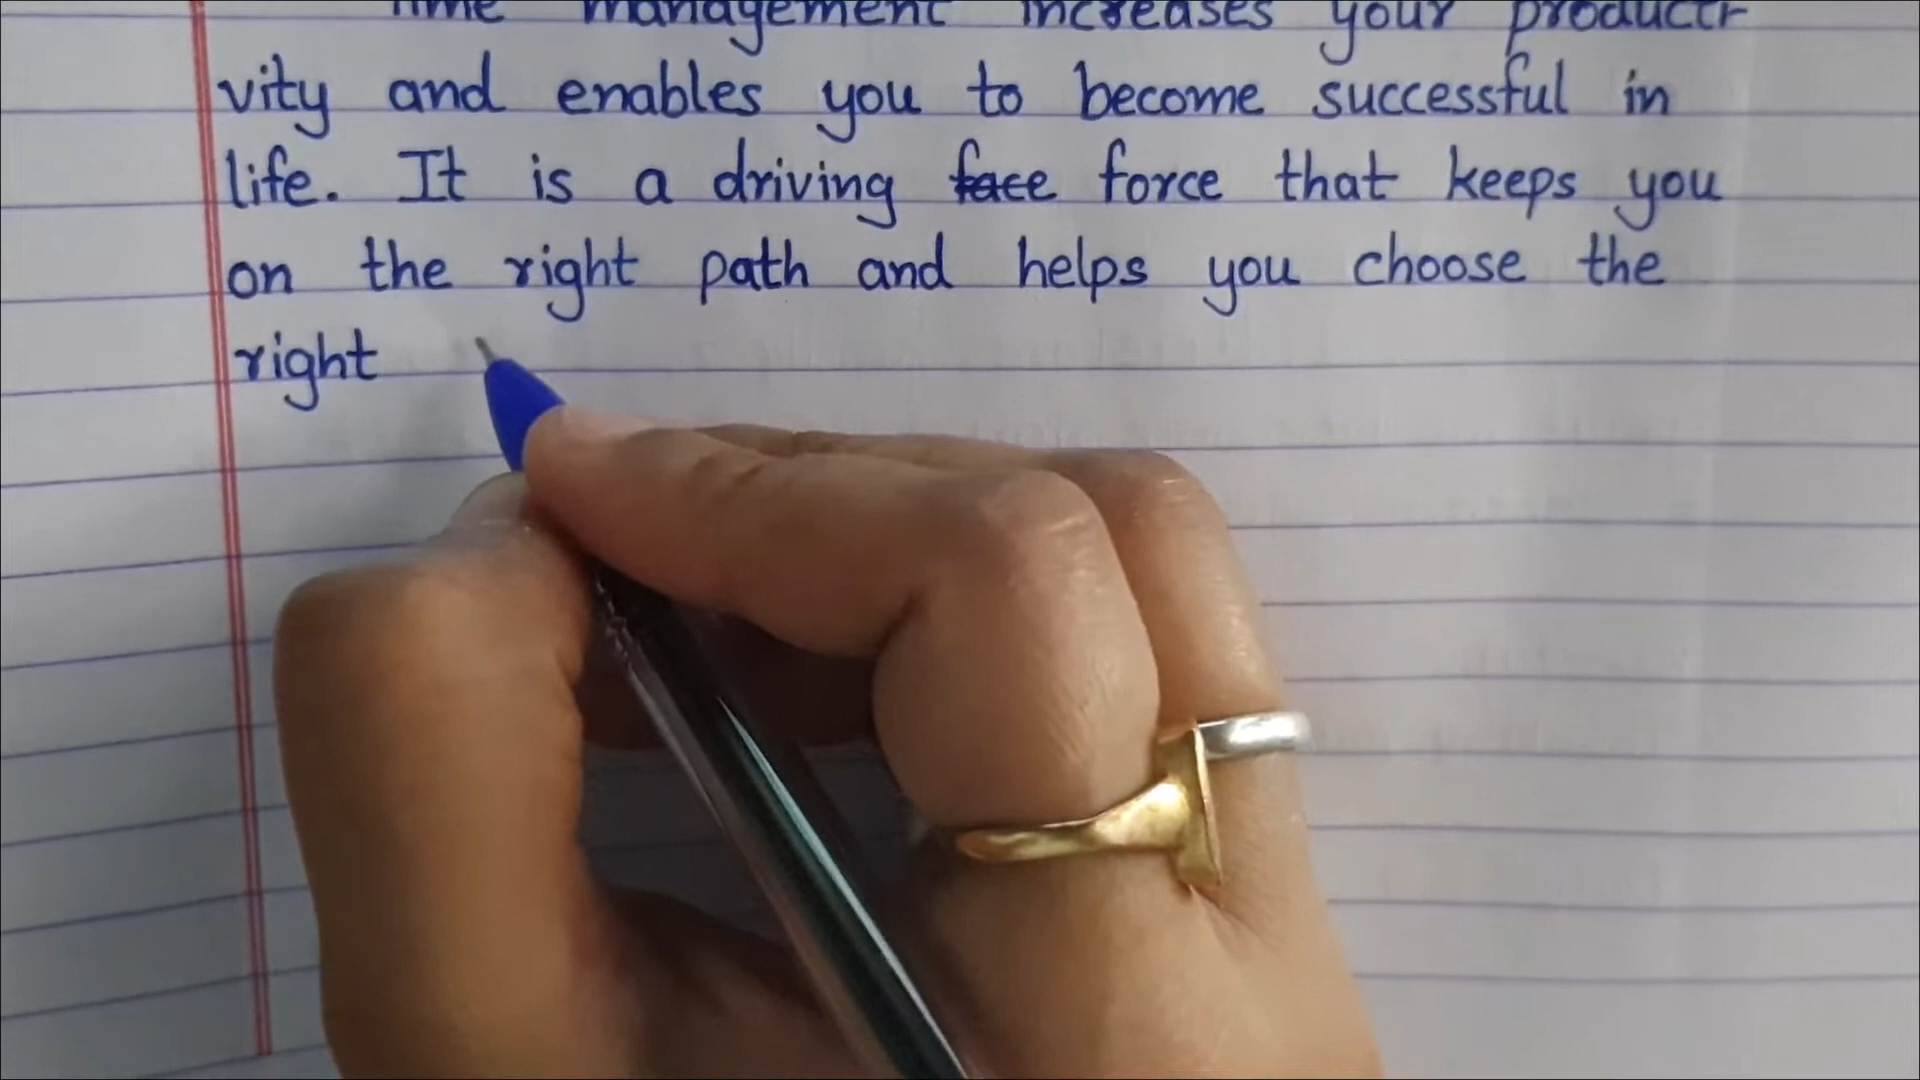 Time management increases your producti-
vity and enables you to become successful in
life. It is a driving face force that keeps you
on the right path and helps you choose the
right